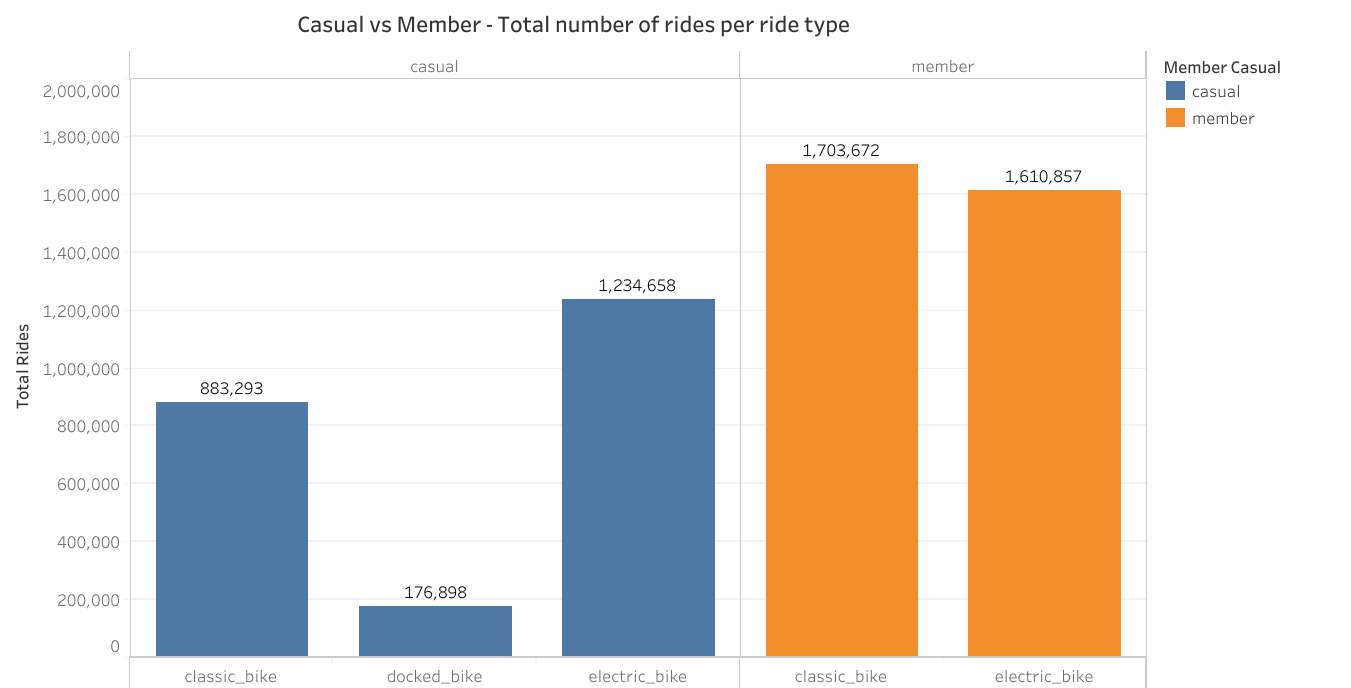 Casual vs Member - Total number of rides per ride type
casual
member
Member Casual
casual
member
Total Rides
2,000,000
1,800,000
1,600,000
1,400,000
1,200,000
1,000,000
800,000
600,000
400,000
200,000
0
883,293
176,898
1,234,658
1,703,672
1,610,857
classic_bike
docked_bike
electric_bike
classic_bike
electric_bike